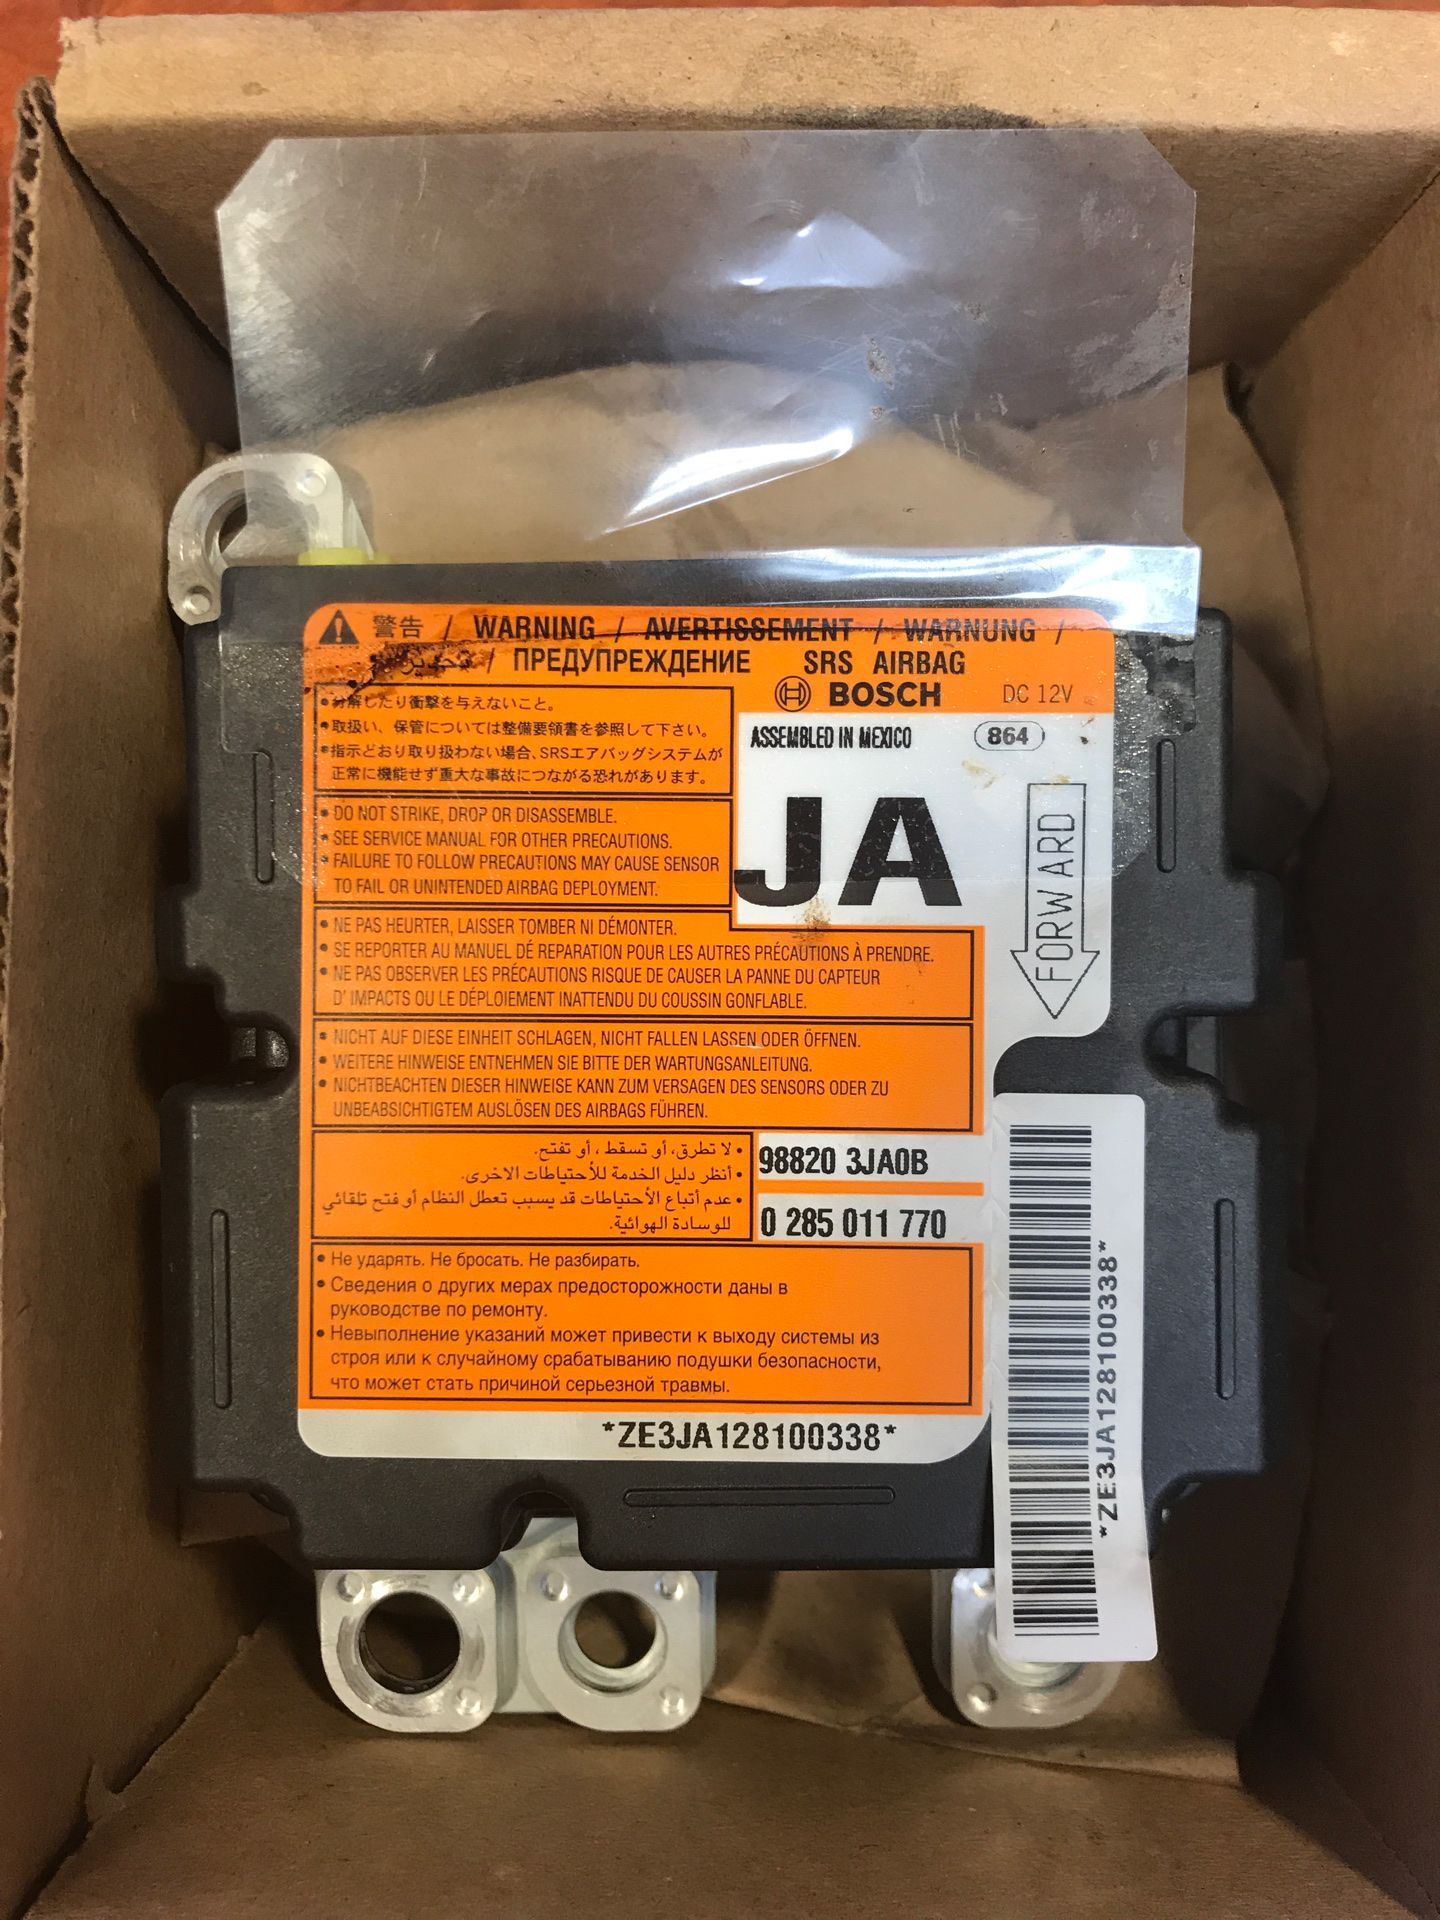 警告 / WARNING / AVERTISSEMENT / WARNUNG /
تحذير / ПРЕДУПРЕЖДЕНИЕ SRS AIRBAG
BOSCH DC 12V
ASSEMBLED IN MEXICO 864
JA
FORWARD
•分解したり衝撃を与えないこと。
•取扱い、保管については整備要領書を参照して下さい。
•指示どおり取り扱わない場合、SRSエアバッグシステムが
正常に機能せず重大な事故につながる恐れがあります。
• DO NOT STRIKE, DROP OR DISASSEMBLE.
• SEE SERVICE MANUAL FOR OTHER PRECAUTIONS.
• FAILURE TO FOLLOW PRECAUTIONS MAY CAUSE SENSOR
TO FAIL OR UNINTENDED AIRBAG DEPLOYMENT.
• NE PAS HEURTER, LAISSER TOMBER NI DÉMONTER.
• SE REPORTER AU MANUEL DÉ REPARATION POUR LES AUTRES PRÉCAUTIONS À PRENDRE.
• NE PAS OBSERVER LES PRÉCAUTIONS RISQUE DE CAUSER LA PANNE DU CAPTEUR
D' IMPACTS OU LE DÉPLOIEMENT INATTENDU DU COUSSIN GONFLABLE.
• NICHT AUF DIESE EINHEIT SCHLAGEN, NICHT FALLEN LASSEN ODER ÖFFNEN.
• WEITERE HINWEISE ENTNEHMEN SIE BITTE DER WARTUNGSANLEITUNG.
• NICHTBEACHTEN DIESER HINWEISE KANN ZUM VERSAGEN DES SENSORS ODER ZU
UNBEABSICHTIGTEM AUSLÖSEN DES AIRBAGS FÜHREN.
• لا تطرق، أو تسقط ، أو تفتح.
• أنظر دليل الخدمة للأحتياطات الاخرى.
• عدم أتباع الأحتياطات قد يسبب تعطل النظام أو فتح تلقائي
للوسادة الهوائية.
98820 3JA0B
0 285 011 770
• Не ударять. Не бросать. Не разбирать.
• Сведения о других мерах предосторожности даны в
руководстве по ремонту.
• Невыполнение указаний может привести к выходу системы из
строя или к случайному срабатыванию подушки безопасности,
что может стать причиной серьезной травмы.
*ZE3JA128100338*
*ZE3JA128100338*